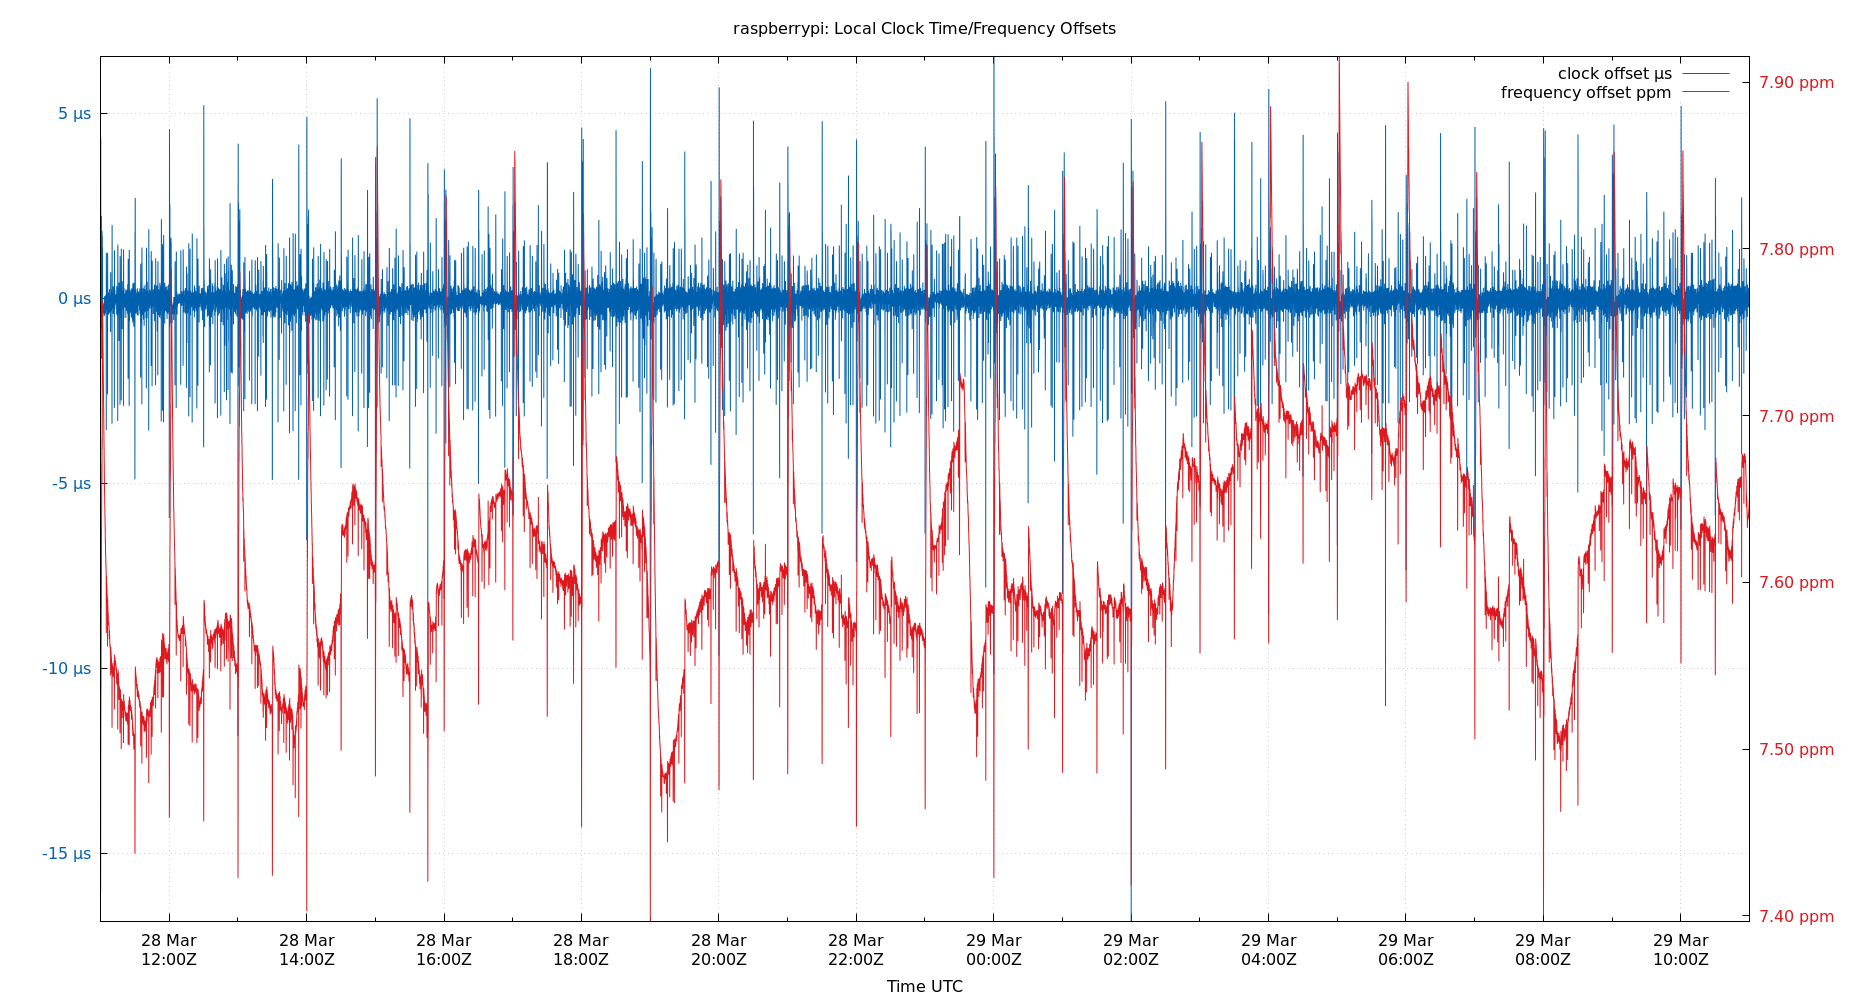 raspberrypi: Local Clock Time/Frequency Offsets
clock offset µs
frequency offset ppm
5 µs
0 µs
-5 µs
-10 µs
-15 µs
7.90 ppm
7.80 ppm
7.70 ppm
7.60 ppm
7.50 ppm
7.40 ppm
28 Mar 28 Mar 28 Mar 28 Mar 28 Mar 28 Mar 29 Mar 29 Mar 29 Mar 29 Mar 29 Mar 29 Mar
12:00Z 14:00Z 16:00Z 18:00Z 20:00Z 22:00Z 00:00Z 02:00Z 04:00Z 06:00Z 08:00Z 10:00Z
Time UTC